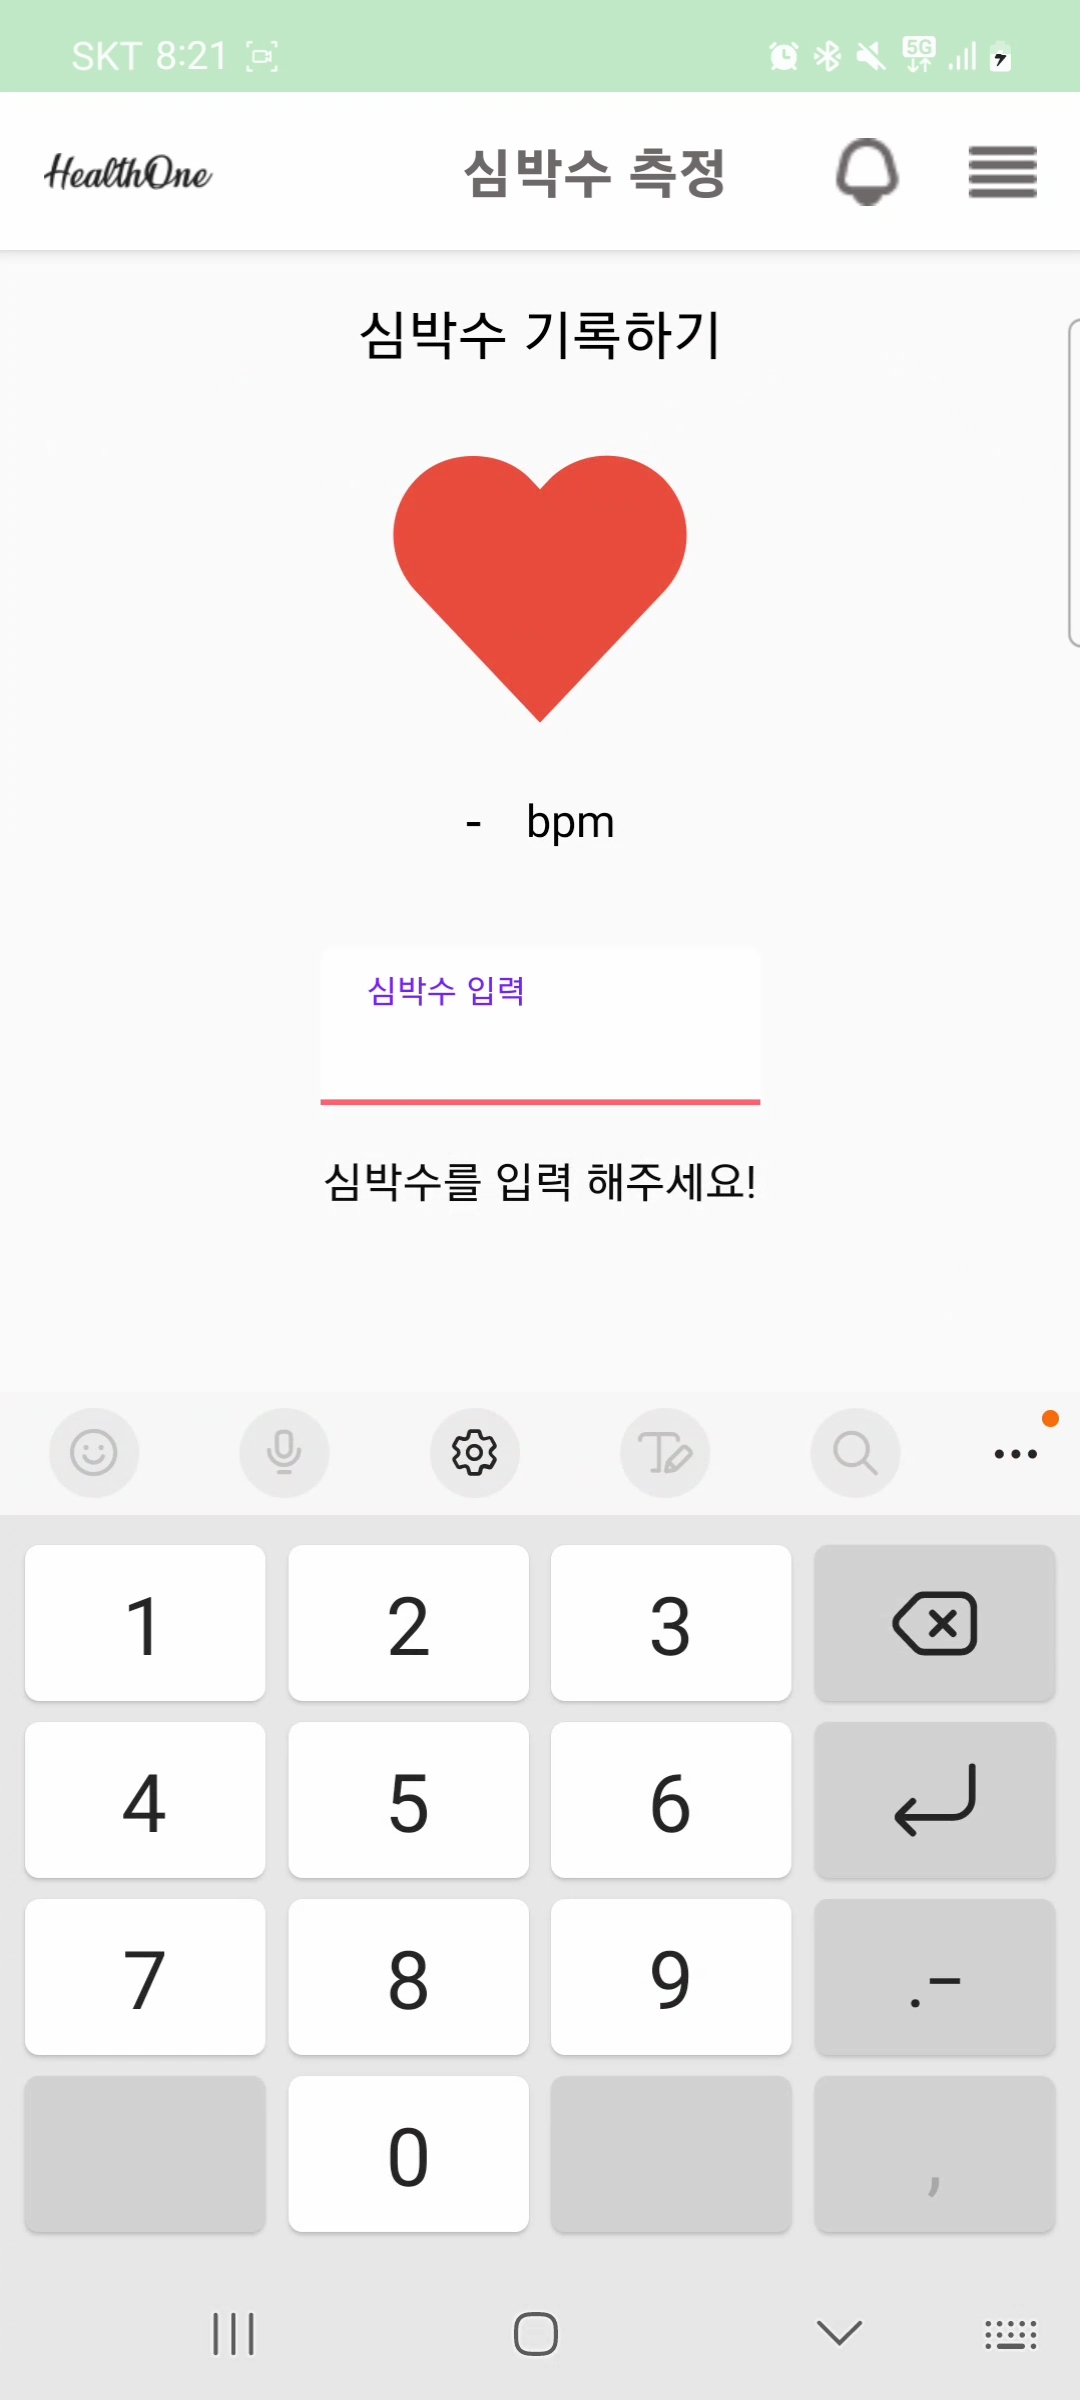 SKT 8:21
5G
HealthOne
심박수 측정
심박수 기록하기
- bpm
심박수 입력
심박수를 입력 해주세요!
1 2 3
4 5 6
7 8 9 .-
0 ,